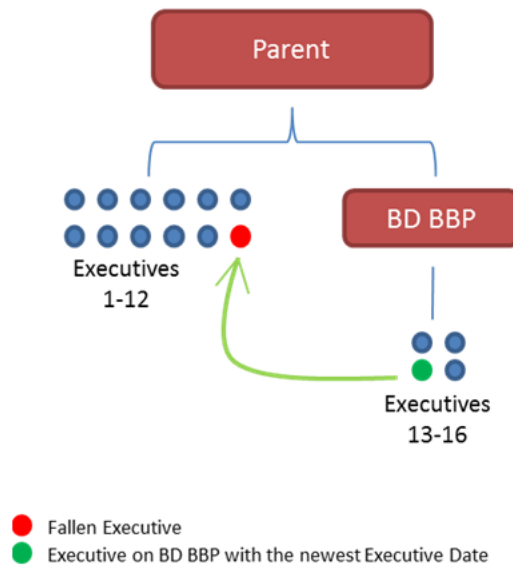 Parent
BD BBP
Executives
1-12
Executives
13-16
Fallen Executive
Executive on BD BBP with the newest Executive Date